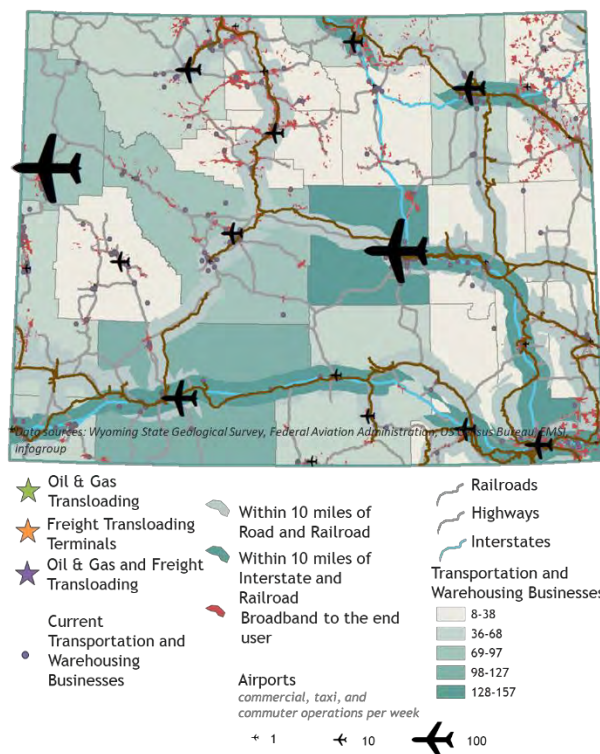 *Data sources: Wyoming State Geological Survey, Federal Aviation Administration, US Census Bureau, EMSI,
infogroup
Oil & Gas
Transloading
Freight Transloading
Terminals
Oil & Gas and Freight
Transloading
Current
Transportation and
Warehousing
Businesses
Within 10 miles of
Road and Railroad
Within 10 miles of
Interstate and
Railroad
Broadband to the end
user
Airports
commercial, taxi, and
commuter operations per week
1
10
100
Railroads
Highways
Interstates
Transportation and
Warehousing Businesses
8-38
36-68
69-97
98-127
128-157